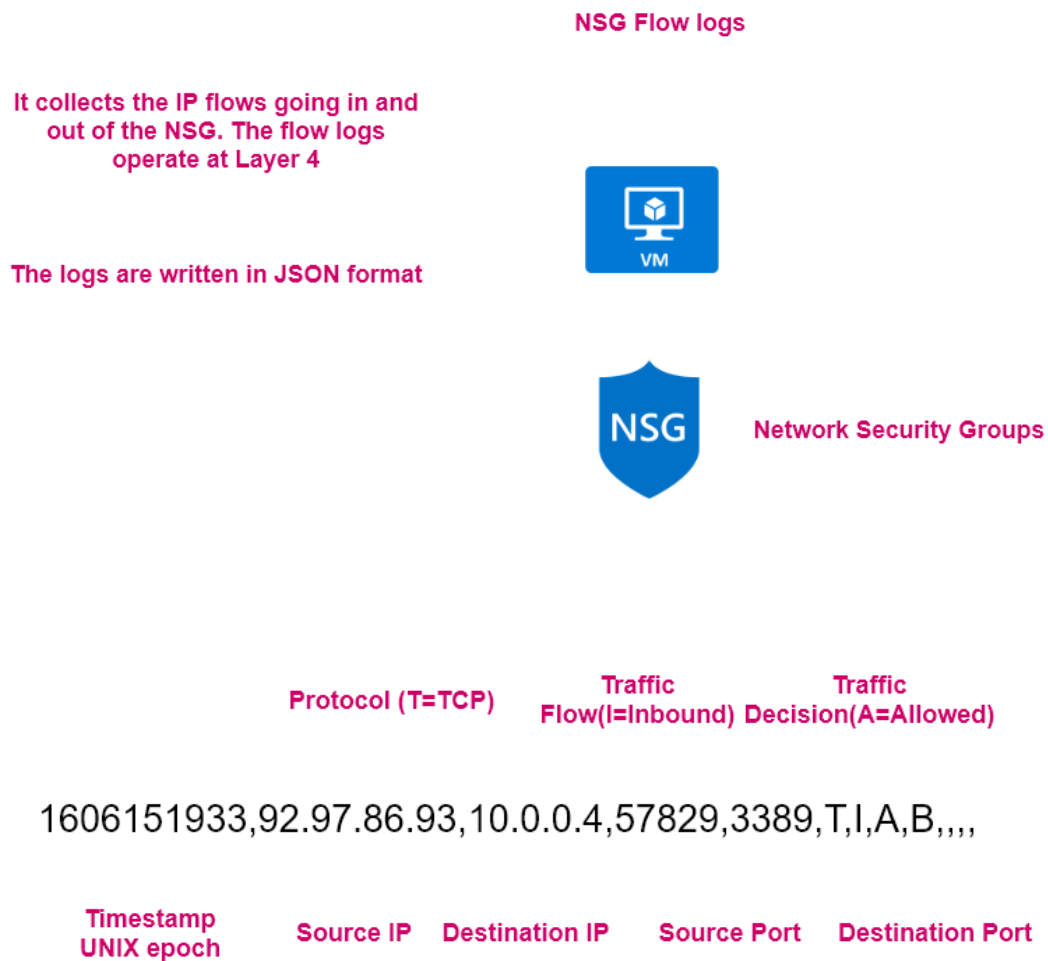 NSG Flow logs
It collects the IP flows going in and
out of the NSG. The flow logs
operate at Layer 4
VM
The logs are written in JSON format
NSG
Network Security Groups
Protocol (T=TCP)
Traffic
Flow(I=Inbound)
Traffic
Decision(A=Allowed)
1606151933,92.97.86.93,10.0.0.4,57829,3389,T,I,A,B,,,,
Timestamp
UNIX epoch
Source IP
Destination IP
Source Port
Destination Port